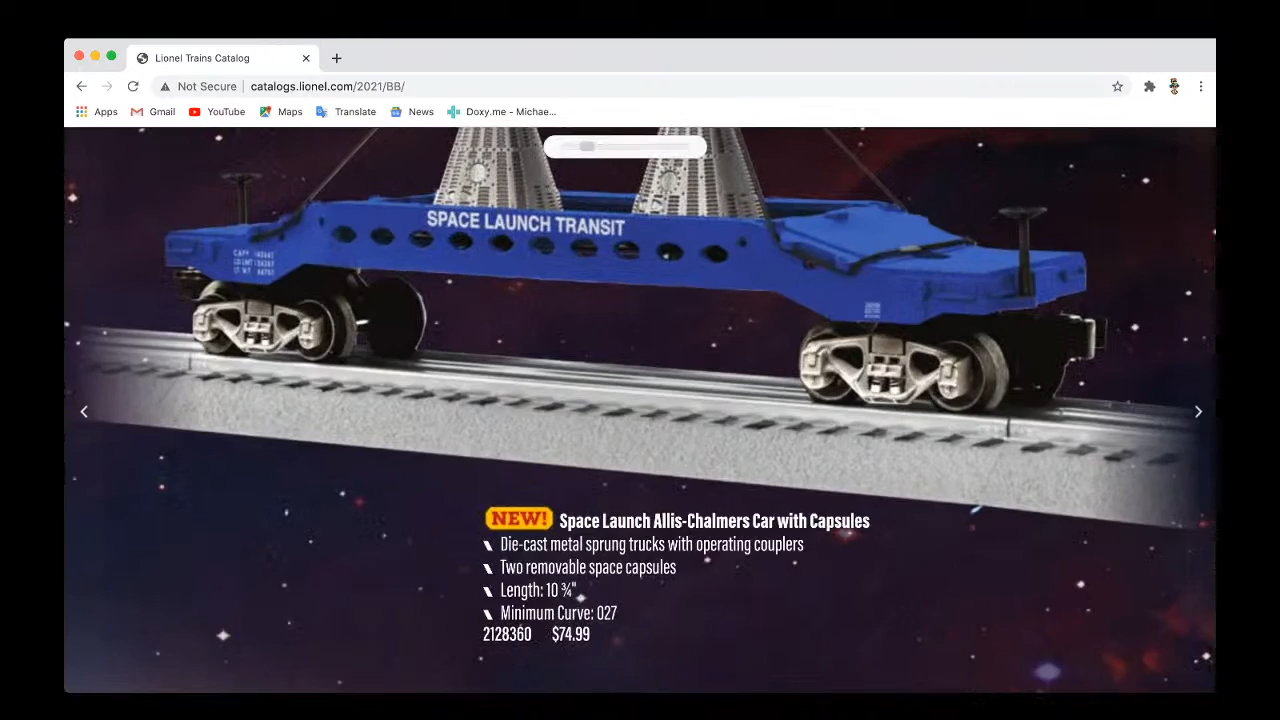 Lionel Trains Catalog
Not Secure catalogs.lionel.com/2021/BB/
Apps Gmail YouTube Maps Translate News Doxy.me - Michae...
SPACE LAUNCH TRANSIT
NEW! Space Launch Allis-Chalmers Car with Capsules
Die-cast metal sprung trucks with operating couplers
Two removable space capsules
Length: 10 ¾"
Minimum Curve: 027
2128360 $74.99